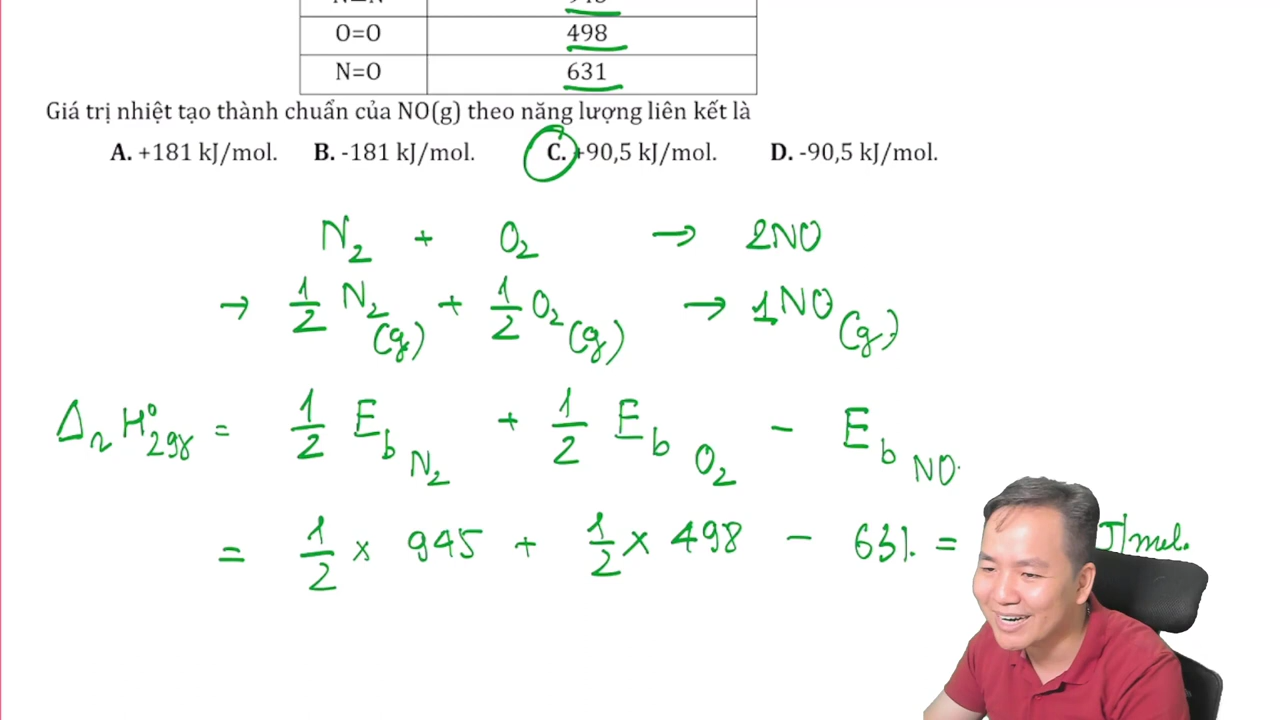 O=O 498
N=O 631
Giá trị nhiệt tạo thành chuẩn của NO(g) theo năng lượng liên kết là
A. +181 kJ/mol. B. -181 kJ/mol. C. +90,5 kJ/mol. D. -90,5 kJ/mol.
N₂ + O₂ → 2NO
→ 1/2 N₂(g) + 1/2 O₂(g) → 1NO(g)
Δr H⁰298 = 1/2 Eb N₂ + 1/2 Eb O₂ - Eb NO.
= 1/2 × 945 + 1/2 × 498 - 631. = J/mol.